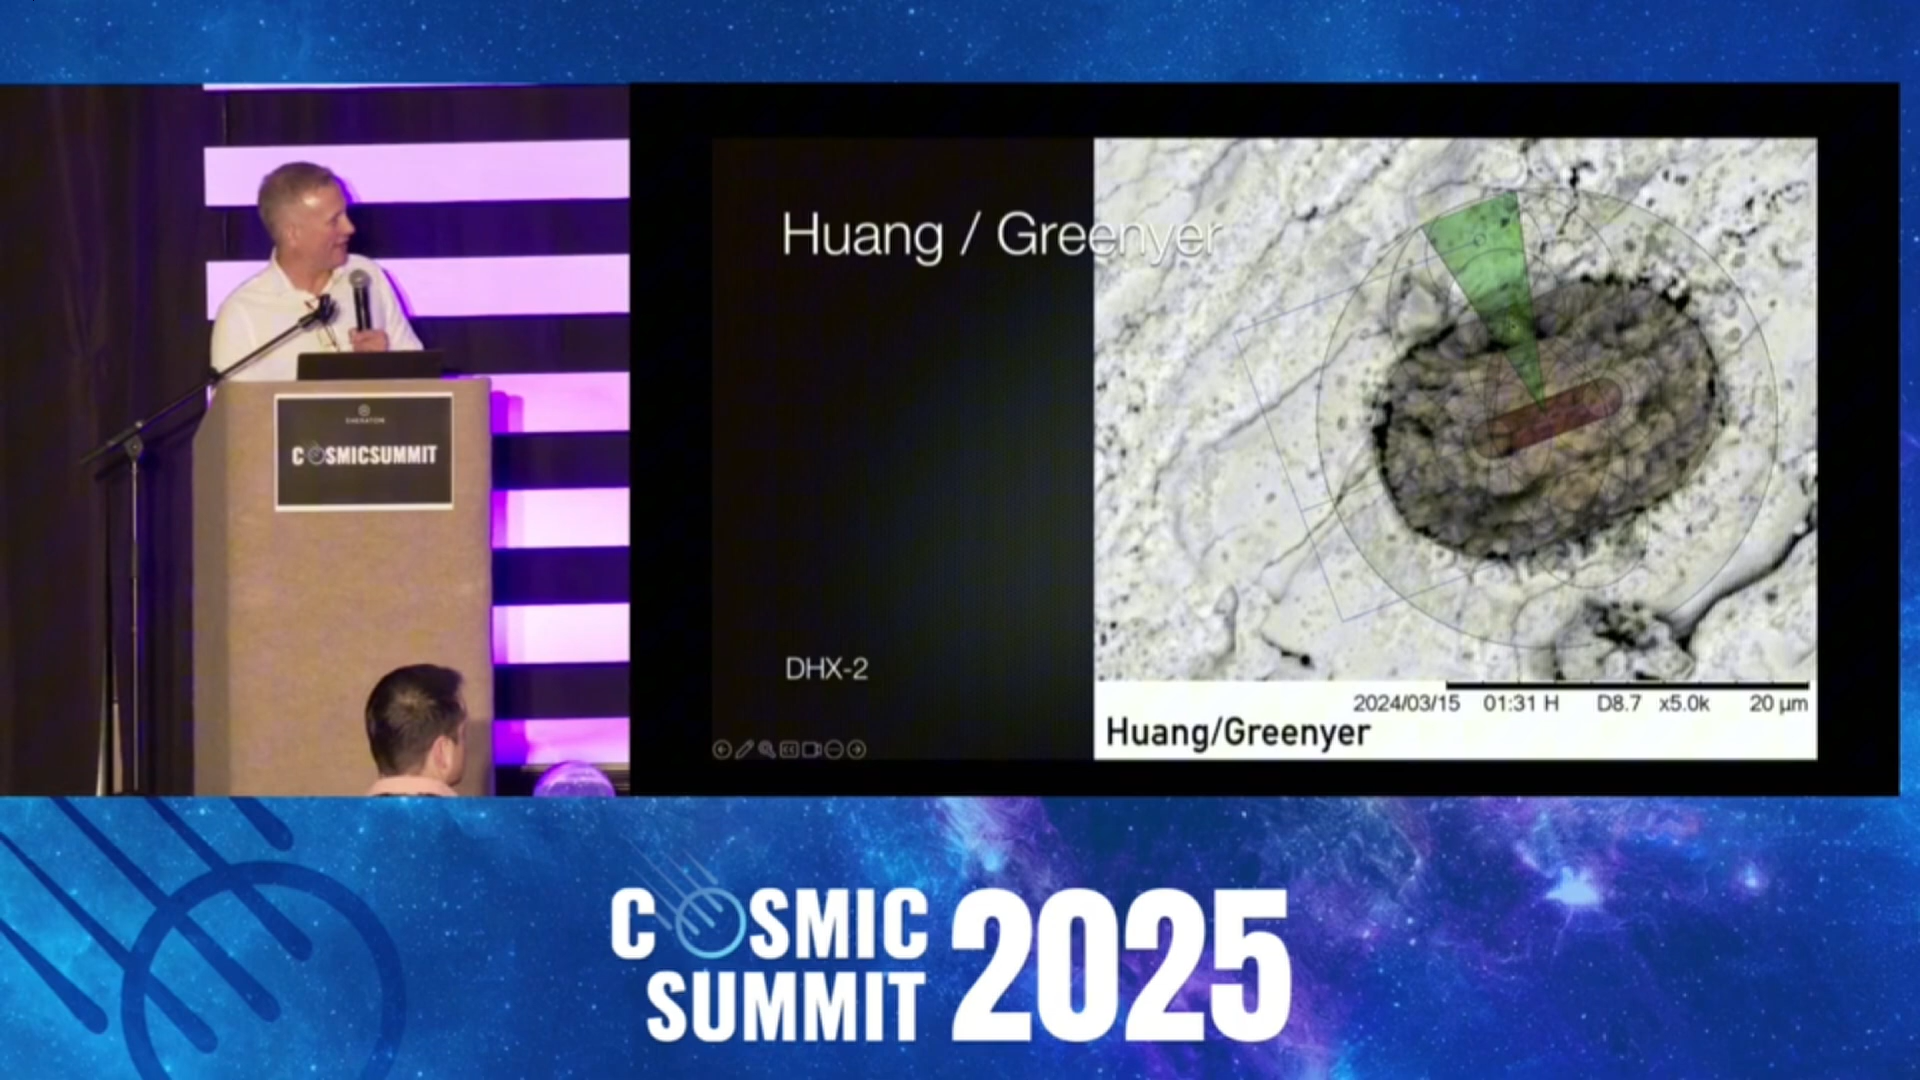 SHERATON
COSMICSUMMIT
Huang / Greenyer
DHX-2
2024/03/15 01:31 H D8.7 x5.0k 20 µm
Huang/Greenyer
COSMIC
SUMMIT
2025